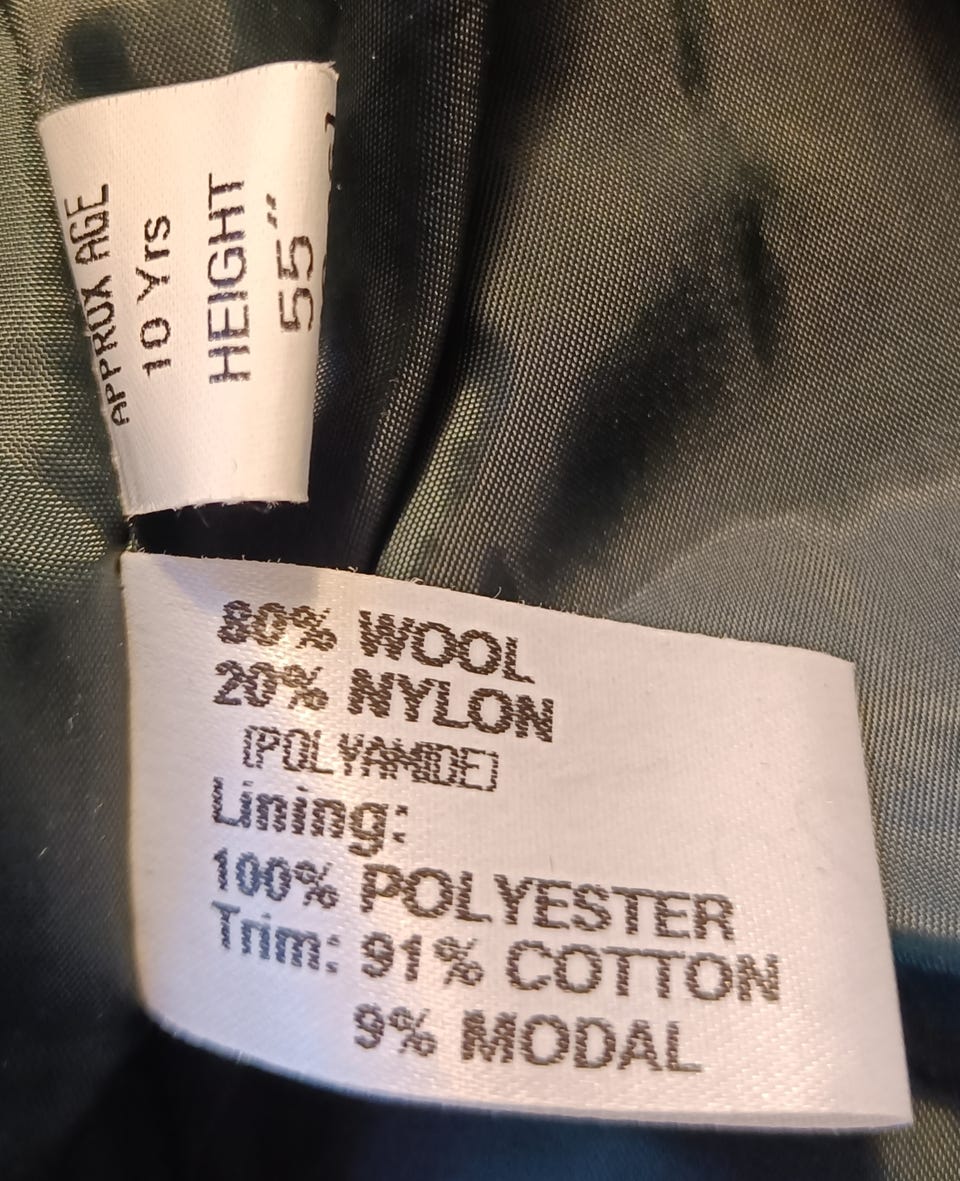 APPROX AGE
10 Yrs
HEIGHT
55"
80% WOOL
20% NYLON
[POLYAMIDE]
Lining:
100% POLYESTER
Trim: 91% COTTON
9% MODAL